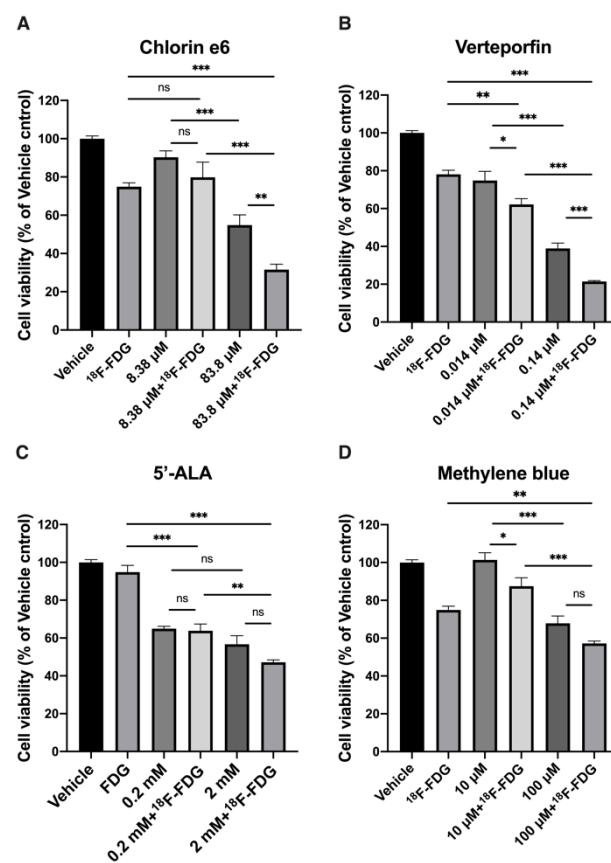 A
Chlorin e6
***
ns
***
ns
***
**
120
100
80
60
40
20
0
Cell viability (% of Vehicle cntrol)
Vehicle
¹⁸F-FDG
8.38 µM
8.38 µM+¹⁸F-FDG
83.8 µM
83.8 µM+¹⁸F-FDG
B
Verteporfin
***
**
***
*
***
***
120
100
80
60
40
20
0
Cell viability (% of Vehicle cntrol)
Vehicle
¹⁸F-FDG
0.014 µM
0.014 µM+¹⁸F-FDG
0.14 µM
0.14 µM+¹⁸F-FDG
C
5’-ALA
***
***
ns
**
ns
ns
120
100
80
60
40
20
0
Cell viability (% of Vehicle cntrol)
Vehicle
FDG
0.2 mM
0.2 mM+¹⁸F-FDG
2 mM
2 mM+¹⁸F-FDG
D
Methylene blue
**
***
*
***
ns
120
100
80
60
40
20
0
Cell viability (% of Vehicle cntrol)
Vehicle
¹⁸F-FDG
10 µM
10 µM+¹⁸F-FDG
100 µM
100 µM+¹⁸F-FDG